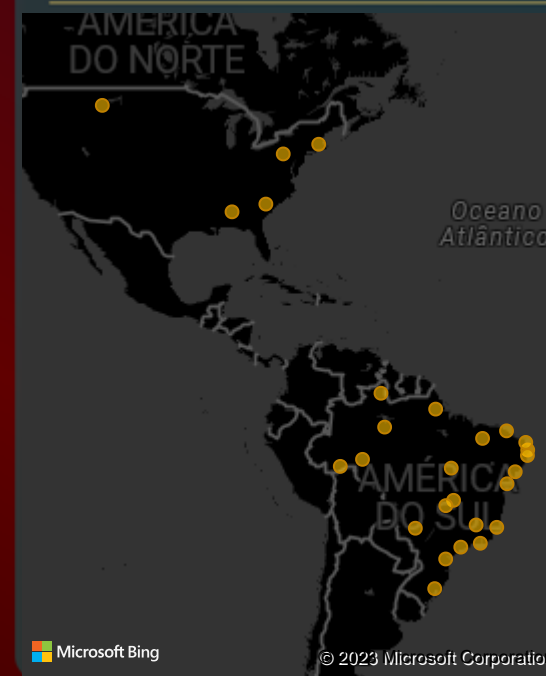 AMÉRICA
DO NORTE
Oceano
Atlântico
AMÉRICA
DO SUL
Microsoft Bing
© 2023 Microsoft Corporatio